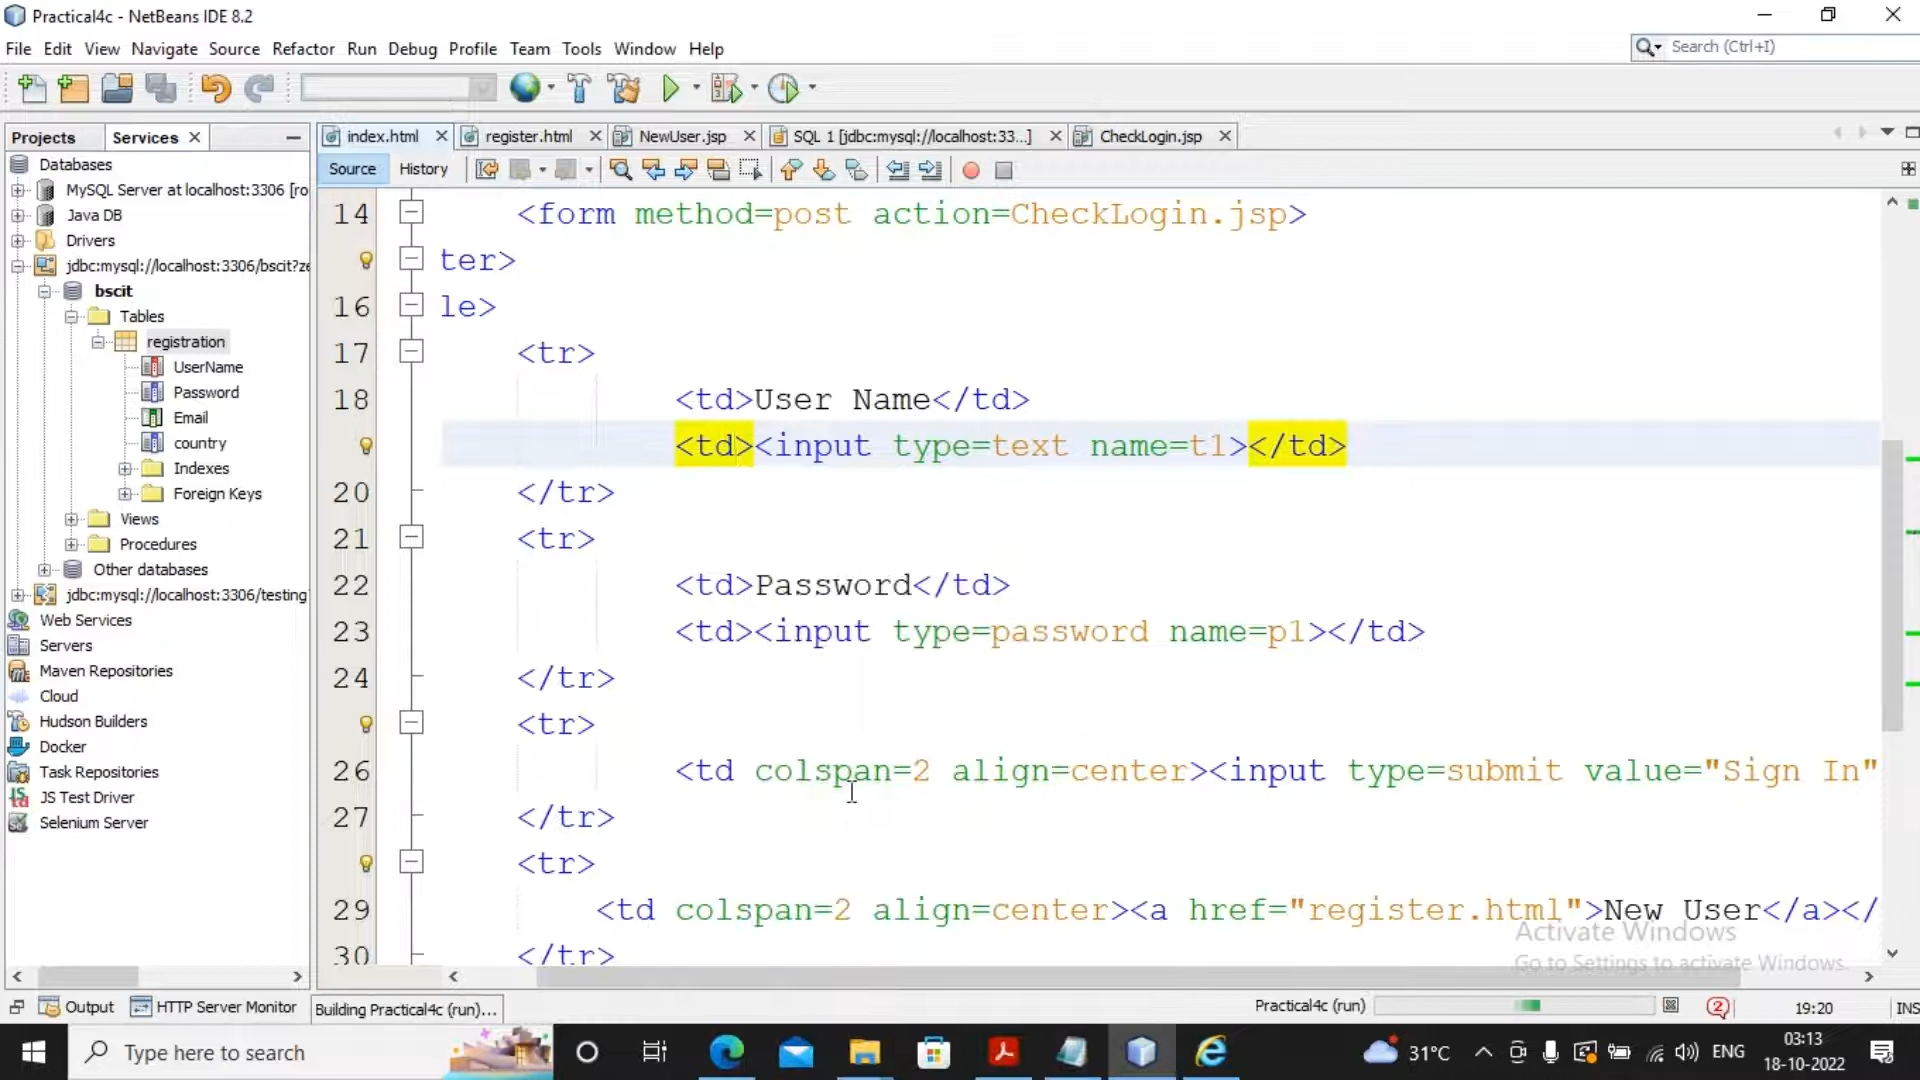 Practical4c - NetBeans IDE 8.2
File Edit View Navigate Source Refactor Run Debug Profile Team Tools Window Help
Search (Ctrl+I)
Projects Services
index.html register.html NewUser.jsp SQL 1 [jdbc:mysql://localhost:33...] CheckLogin.jsp
Source History
Databases
MySQL Server at localhost:3306 [ro
Java DB
Drivers
jdbc:mysql://localhost:3306/bscit?ze
bscit
Tables
registration
UserName
Password
Email
country
Indexes
Foreign Keys
Views
Procedures
Other databases
jdbc:mysql://localhost:3306/testing
Web Services
Servers
Maven Repositories
Cloud
Hudson Builders
Docker
Task Repositories
JS Test Driver
Selenium Server
14 <form method=post action=CheckLogin.jsp>
ter>
16 le>
17 <tr>
18 <td>User Name</td>
<td><input type=text name=t1></td>
20 </tr>
21 <tr>
22 <td>Password</td>
23 <td><input type=password name=p1></td>
24 </tr>
<tr>
26 <td colspan=2 align=center><input type=submit value="Sign In"
27 </tr>
<tr>
29 <td colspan=2 align=center><a href="register.html">New User</a></
30 </tr>
Activate Windows
Go to Settings to activate Windows.
Output HTTP Server Monitor Building Practical4c (run)... Practical4c (run) 2 19:20 INS
Type here to search 31°C ENG 03:13
18-10-2022